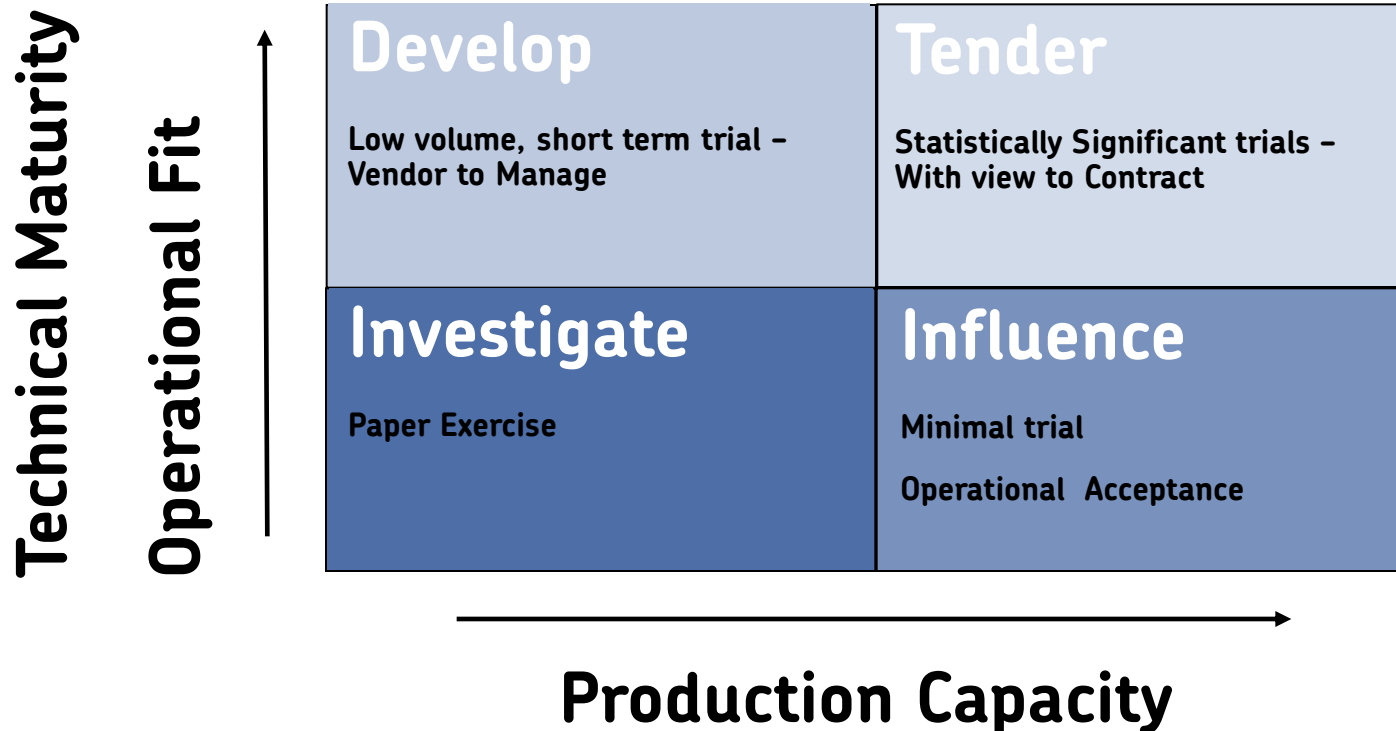 Technical Maturity
Operational Fit
Develop
Low volume, short term trial –
Vendor to Manage
Tender
Statistically Significant trials –
With view to Contract
Investigate
Paper Exercise
Influence
Minimal trial
Operational Acceptance
Production Capacity